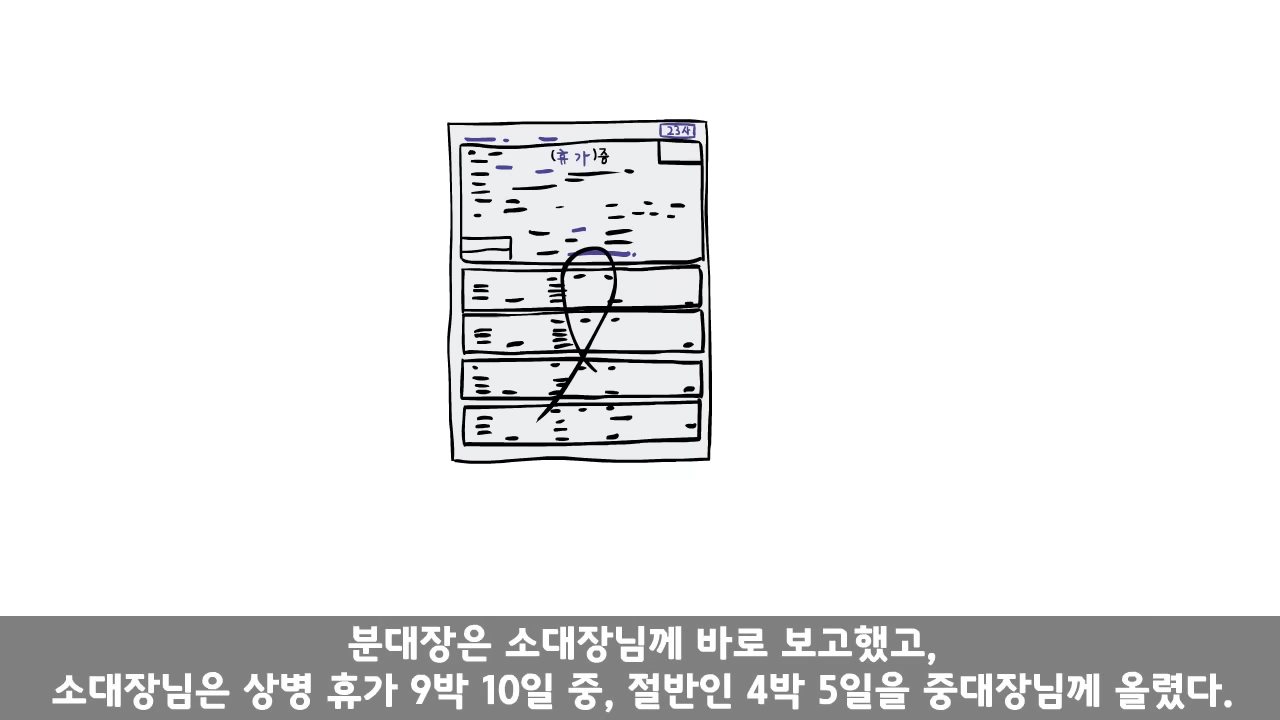 23사
(휴가)증
분대장은 소대장님께 바로 보고했고,
소대장님은 상병 휴가 9박 10일 중, 절반인 4박 5일을 중대장님께 올렸다.